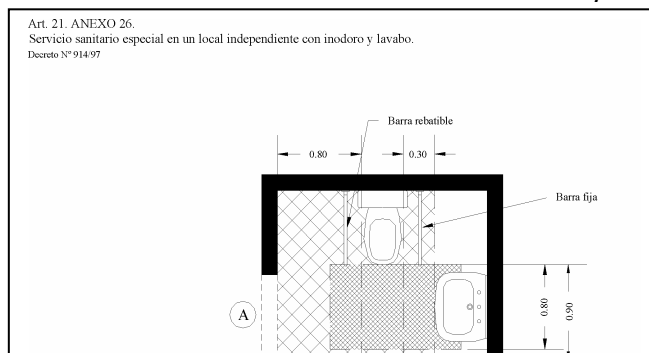 Art. 21. ANEXO 26.
Servicio sanitario especial en un local independiente con inodoro y lavabo.
Decreto Nº 914/97
Barra rebatible
0.80
0.30
Barra fija
A
0.80
0.90